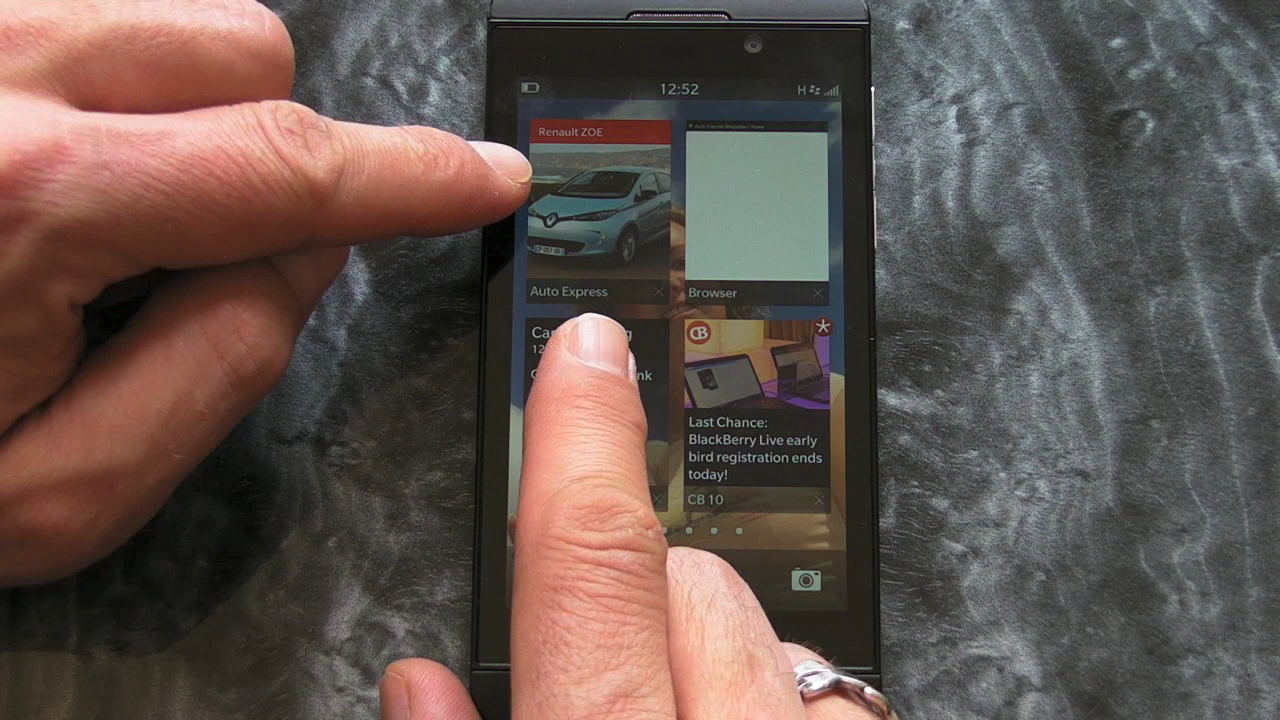 12:52
H
Renault ZOE
Auto Express
Browser
CB
Last Chance:
BlackBerry Live early
bird registration ends
today!
CB 10